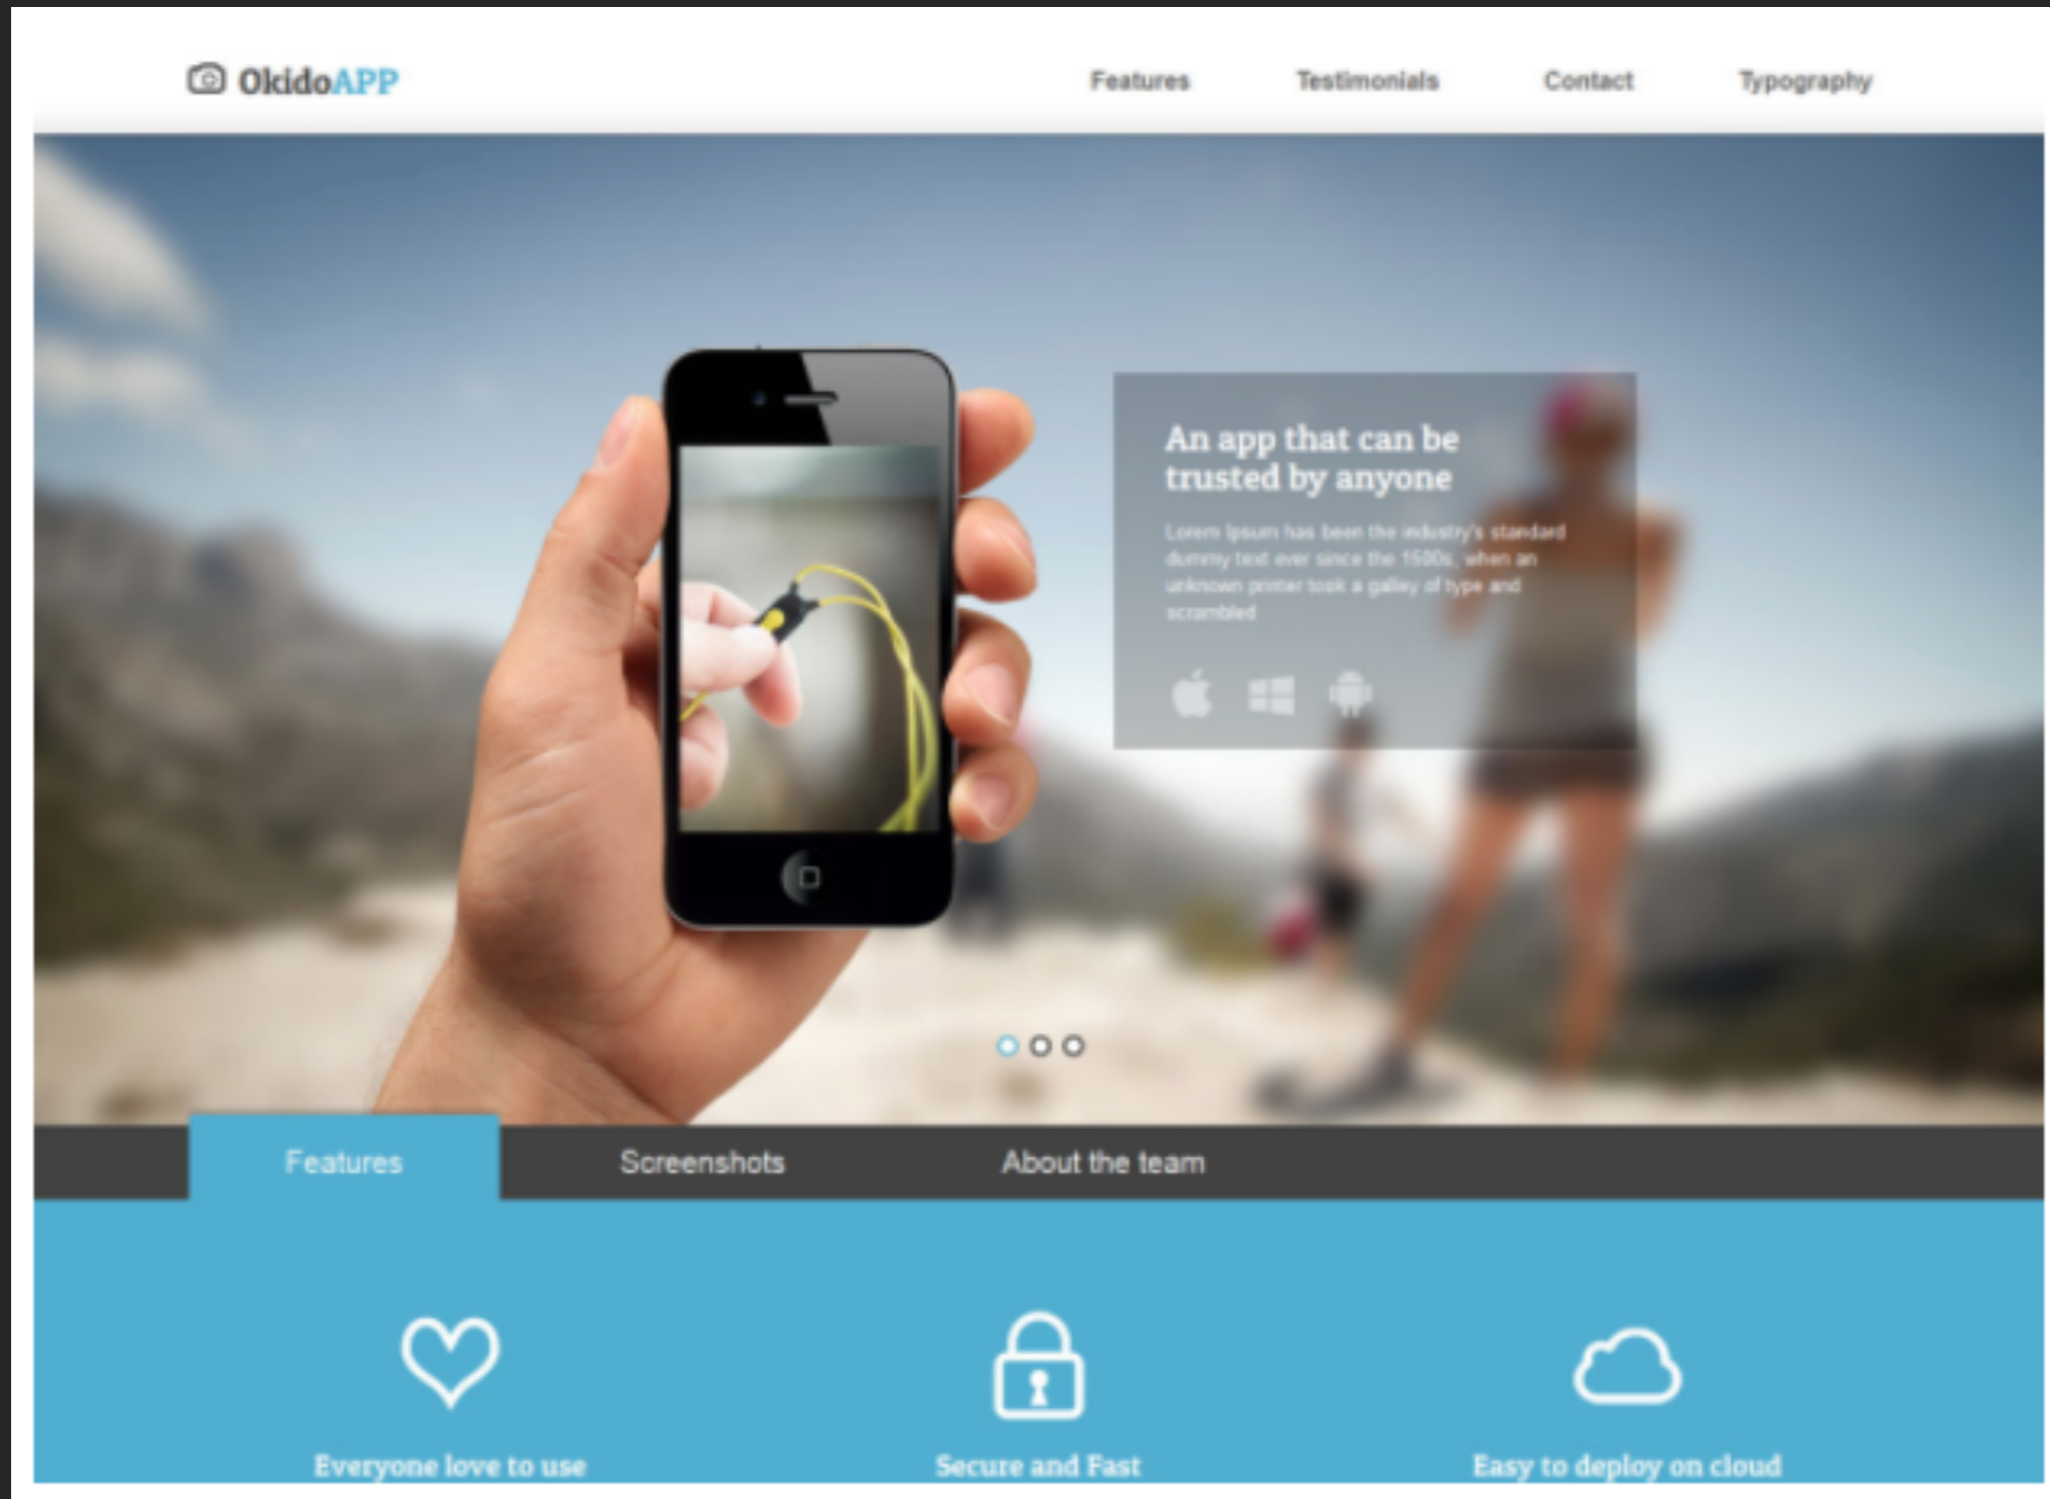 OkidoAPP
Features
Testimonials
Contact
Typography
An app that can be
trusted by anyone
Lorem Ipsum has been the industry's standard
dummy text ever since the 1500s, when an
unknown printer took a galley of type and
scrambled
Features
Screenshots
About the team
Everyone love to use
Secure and Fast
Easy to deploy on cloud